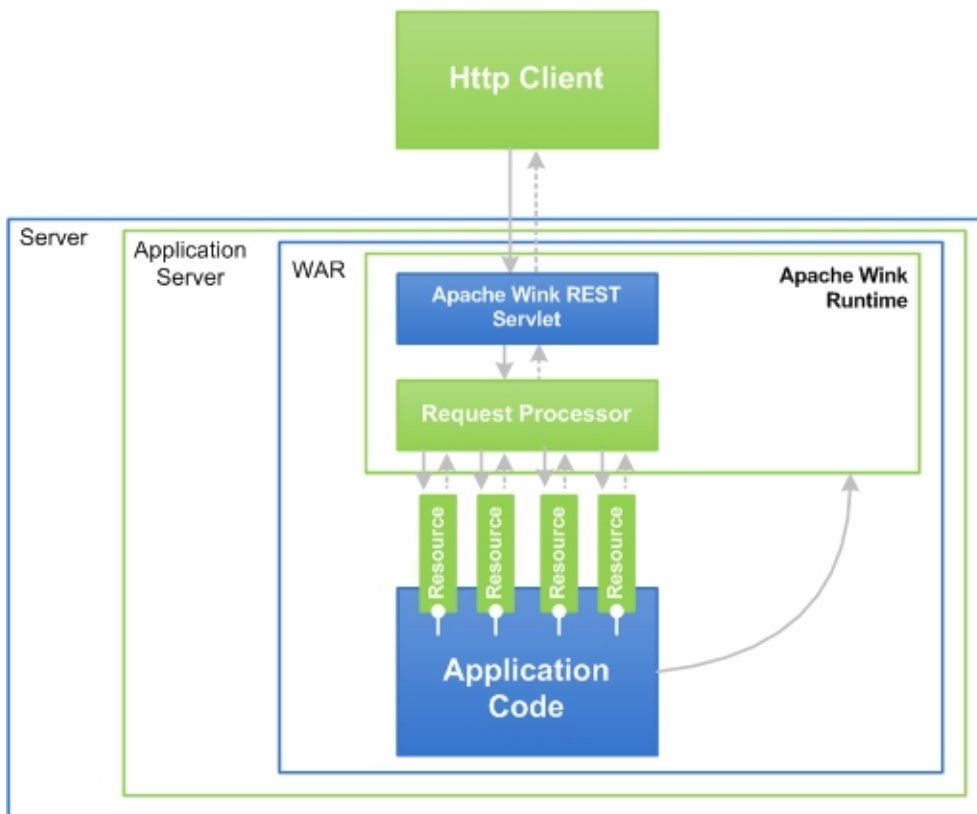 Http Client
Server
Application
Server
WAR
Apache Wink
Runtime
Apache Wink REST
Servlet
Request Processor
Resource
Resource
Resource
Resource
Application
Code